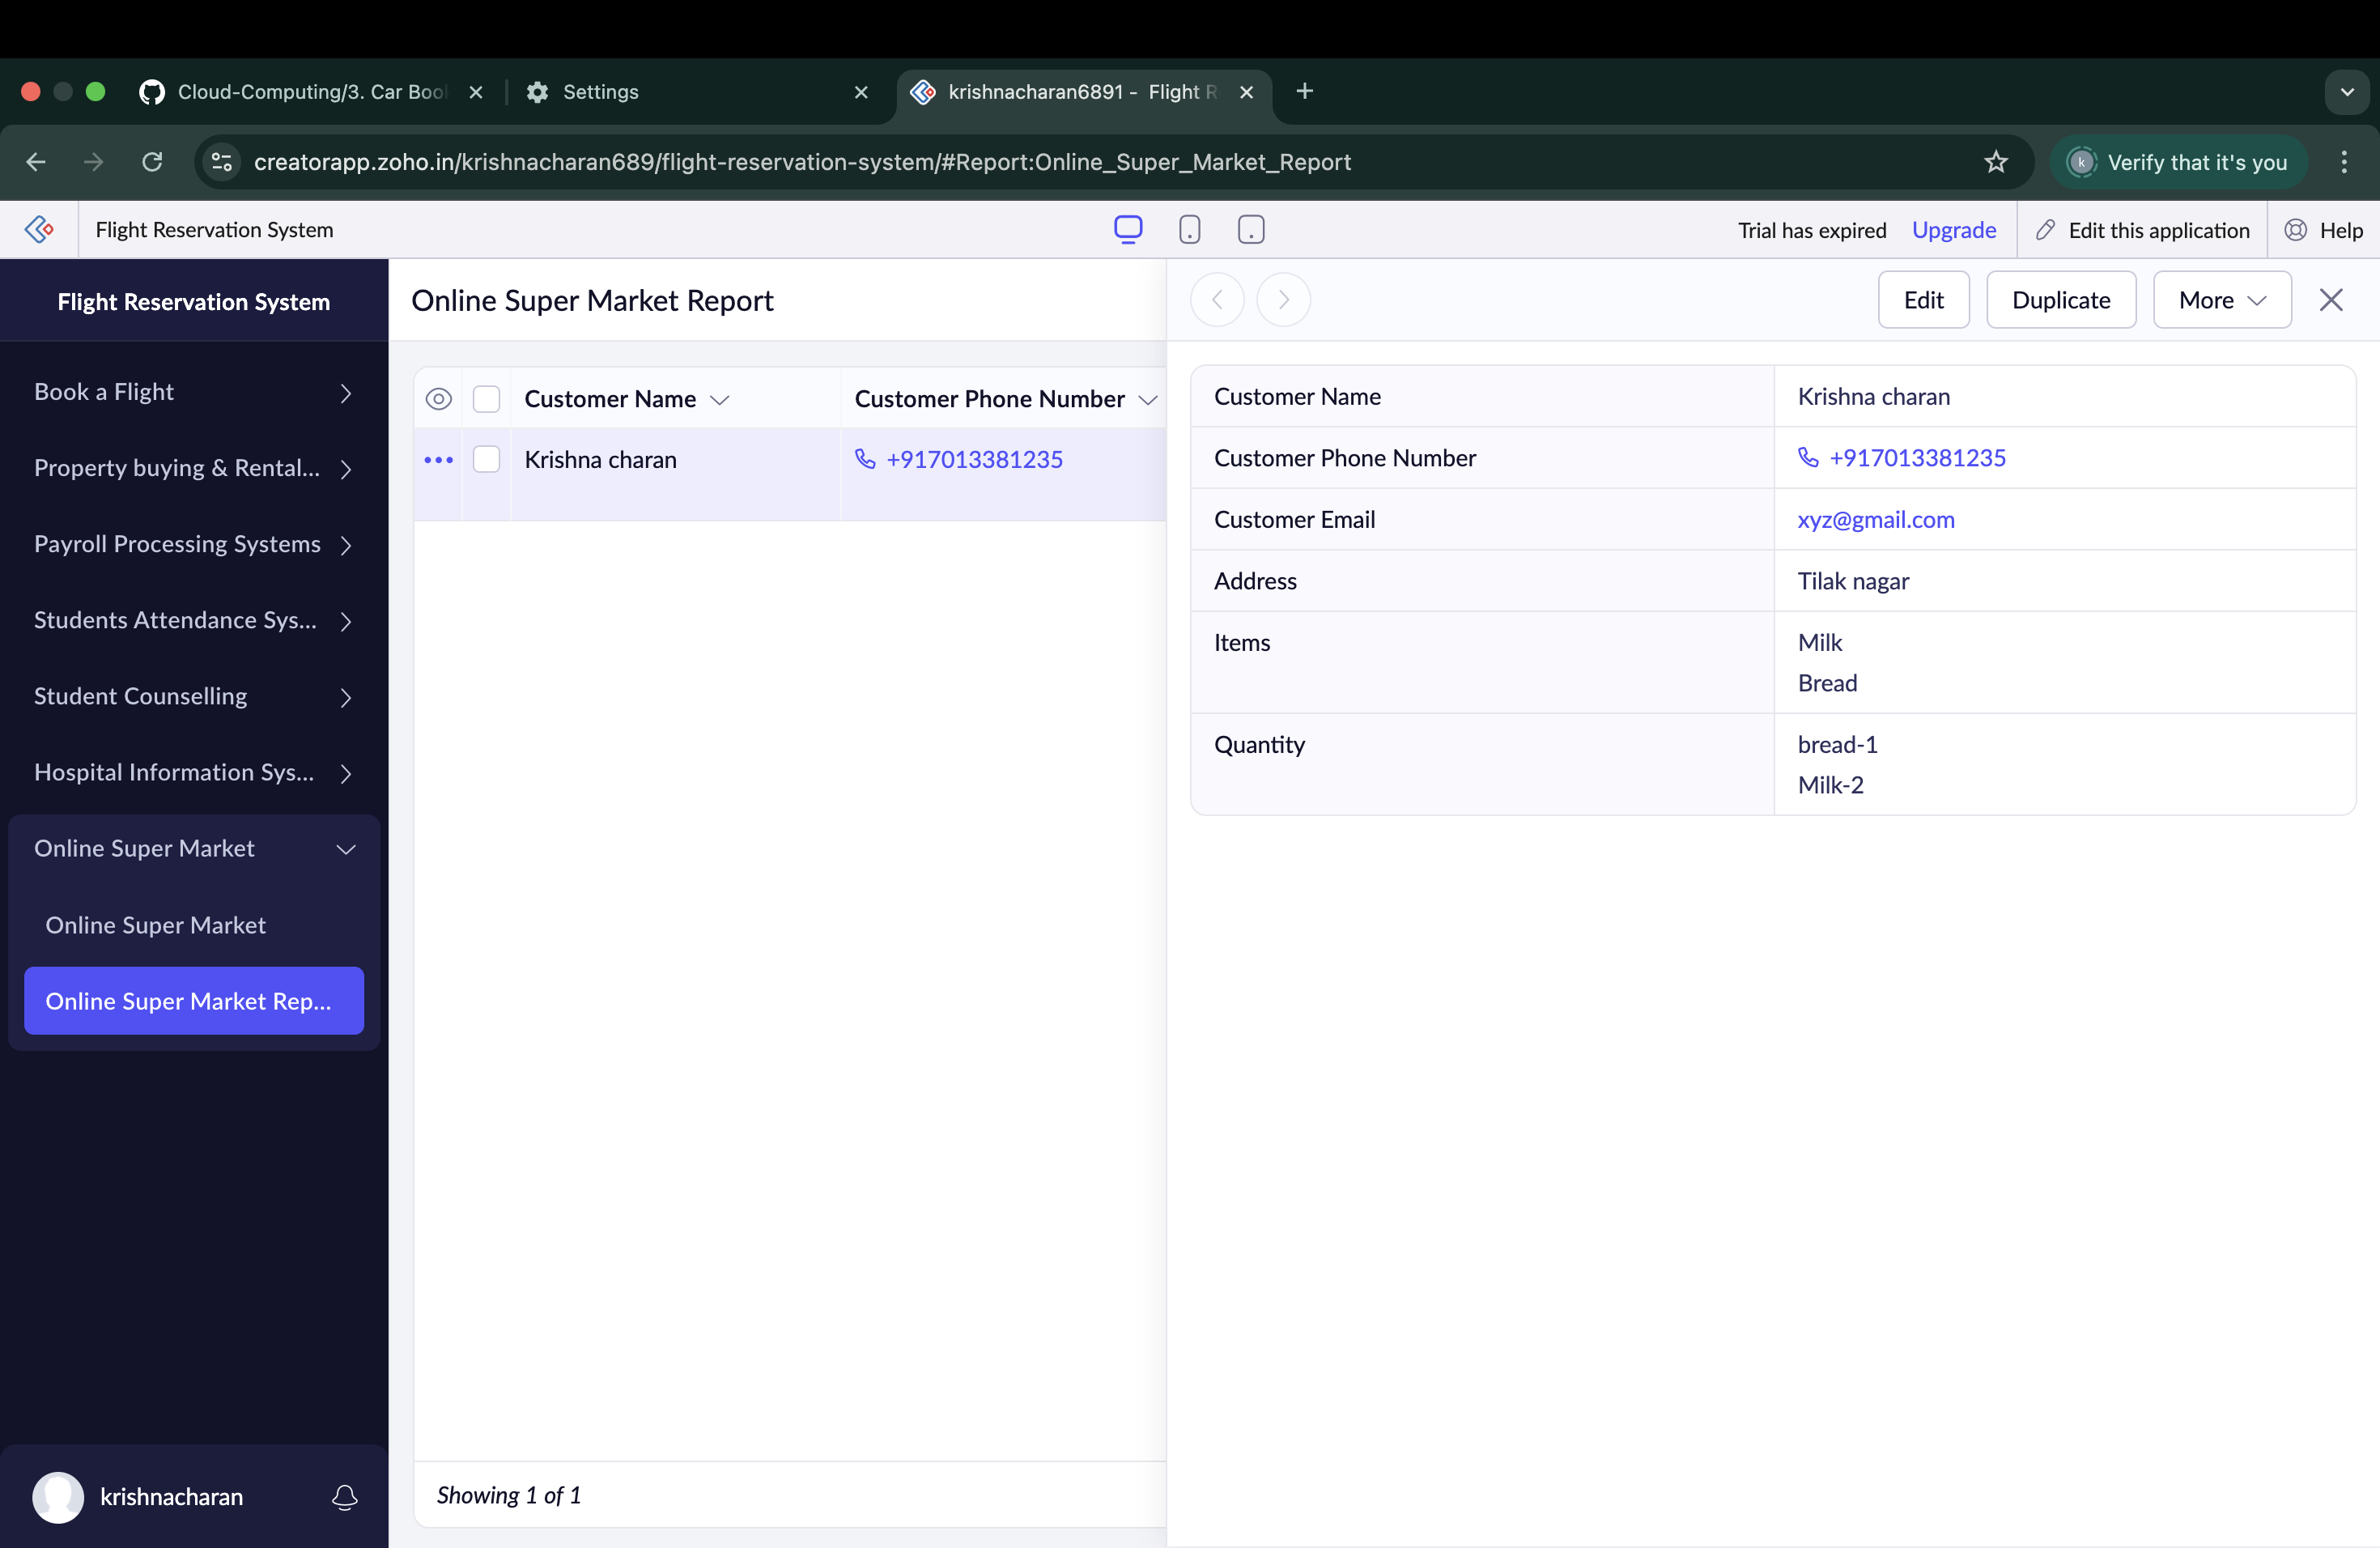 Cloud-Computing/3. Car Boo
Settings
krishnacharan6891 - Flight R
creatorapp.zoho.in/krishnacharan689/flight-reservation-system/#Report:Online_Super_Market_Report
k
Verify that it's you
Flight Reservation System
Trial has expired
Upgrade
Edit this application
Help
Flight Reservation System
Book a Flight
Property buying & Rental...
Payroll Processing Systems
Students Attendance Sys...
Student Counselling
Hospital Information Sys...
Online Super Market
Online Super Market
Online Super Market Rep...
krishnacharan
Online Super Market Report
Customer Name
Customer Phone Number
Krishna charan
+917013381235
Showing 1 of 1
Edit
Duplicate
More
Customer Name
Krishna charan
Customer Phone Number
+917013381235
Customer Email
xyz@gmail.com
Address
Tilak nagar
Items
Milk
Bread
Quantity
bread-1
Milk-2